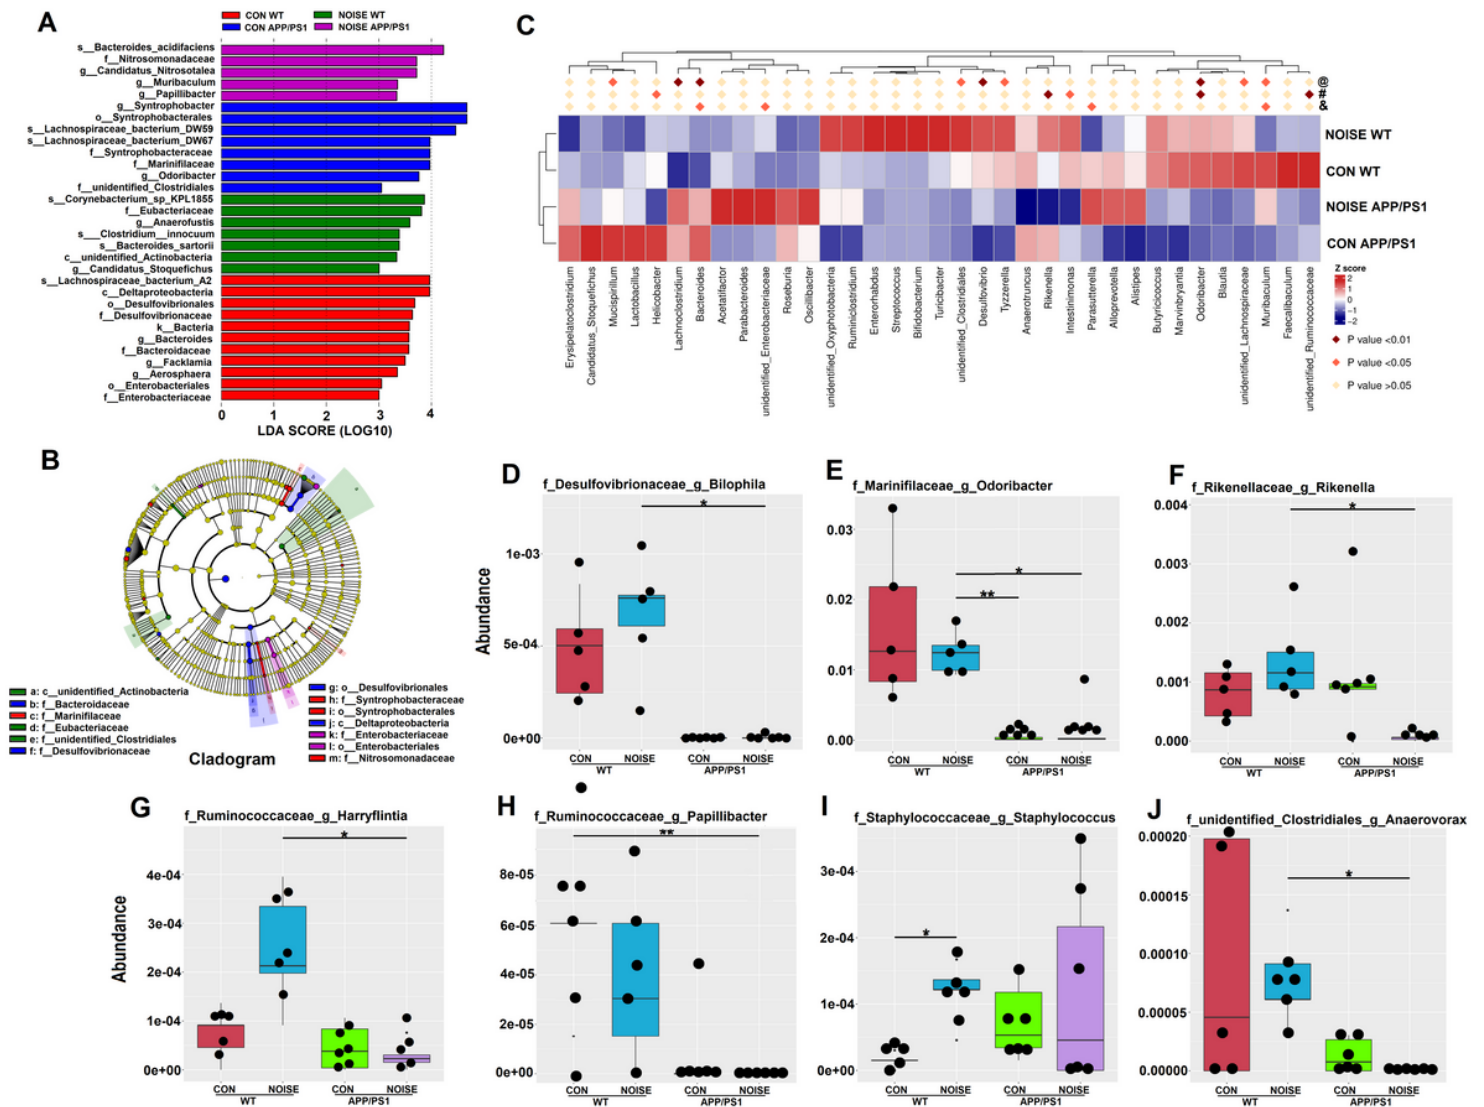 A
CON WT
NOISE WT
CON APP/PS1
NOISE APP/PS1
s__Bacteroides_acidifaciens
f__Nitrosomonadaceae
g__Candidatus_Nitrosotalea
g__Muribaculum
g__Papillibacter
g__Syntrophobacter
o__Syntrophobacterales
s__Lachnospiraceae_bacterium_DW59
s__Lachnospiraceae_bacterium_DW67
f__Syntrophobacteraceae
f__Marinifilaceae
g__Odoribacter
f__unidentified_Clostridiales
s__Corynebacterium_sp_KPL1855
f__Eubacteriaceae
g__Anaerofustis
s___Clostridium__innocuum
s__Bacteroides_sartorii
c__unidentified_Actinobacteria
g__Candidatus_Stoquefichus
s__Lachnospiraceae_bacterium_A2
c__Deltaproteobacteria
o__Desulfovibrionales
f__Desulfovibrionaceae
k__Bacteria
g__Bacteroides
f__Bacteroidaceae
g__Facklamia
g__Aerosphaera
o__Enterobacteriales
f__Enterobacteriaceae
0 1 2 3 4
LDA SCORE (LOG10)
C
@
#
&
NOISE WT
CON WT
NOISE APP/PS1
CON APP/PS1
Erysipelatoclostridium
Candidatus_Stoquefichus
Mucispirillum
Lactobacillus
Helicobacter
Lachnoclostridium
Bacteroides
Acetatifactor
Parabacteroides
unidentified_Enterobacteriaceae
Roseburia
Oscillibacter
unidentified_Oxyphotobacteria
Ruminiclostridium
Enterorhabdus
Streptococcus
Bifidobacterium
Turicibacter
unidentified_Clostridiales
Desulfovibrio
Tyzzerella
Anaerotruncus
Rikenella
Intestinimonas
Parasutterella
Alloprevotella
Alistipes
Butyricicoccus
Marvinbryantia
Odoribacter
Blautia
unidentified_Lachnospiraceae
Muribaculum
Faecalibaculum
unidentified_Ruminococcaceae
Z score
2
1
0
−1
−2
P value <0.01
P value <0.05
P value >0.05
B
a: c__unidentified_Actinobacteria
b: f__Bacteroidaceae
c: f__Marinifilaceae
d: f__Eubacteriaceae
e: f__unidentified_Clostridiales
f: f__Desulfovibrionaceae
g: o__Desulfovibrionales
h: f__Syntrophobacteraceae
i: o__Syntrophobacterales
j: c__Deltaproteobacteria
k: f__Enterobacteriaceae
l: o__Enterobacteriales
m: f__Nitrosomonadaceae
Cladogram
D
f_Desulfovibrionaceae_g_Bilophila
*
Abundance
1e-03
5e-04
0e+00
CON NOISE CON NOISE
WT APP/PS1
E
f_Marinifilaceae_g_Odoribacter
*
**
0.03
0.02
0.01
0.00
CON NOISE CON NOISE
WT APP/PS1
F
f_Rikenellaceae_g_Rikenella
*
0.004
0.003
0.002
0.001
0.000
CON NOISE CON NOISE
WT APP/PS1
G
f_Ruminococcaceae_g_Harryflintia
*
Abundance
4e-04
3e-04
2e-04
1e-04
0e+00
CON NOISE CON NOISE
WT APP/PS1
H
f_Ruminococcaceae_g_Papillibacter
**
8e-05
6e-05
4e-05
2e-05
0e+00
CON NOISE CON NOISE
WT APP/PS1
I
f_Staphylococcaceae_g_Staphylococcus
*
3e-04
2e-04
1e-04
0e+00
CON NOISE CON NOISE
WT APP/PS1
J
f_unidentified_Clostridiales_g_Anaerovorax
*
0.00020
0.00015
0.00010
0.00005
0.00000
CON NOISE CON NOISE
WT APP/PS1